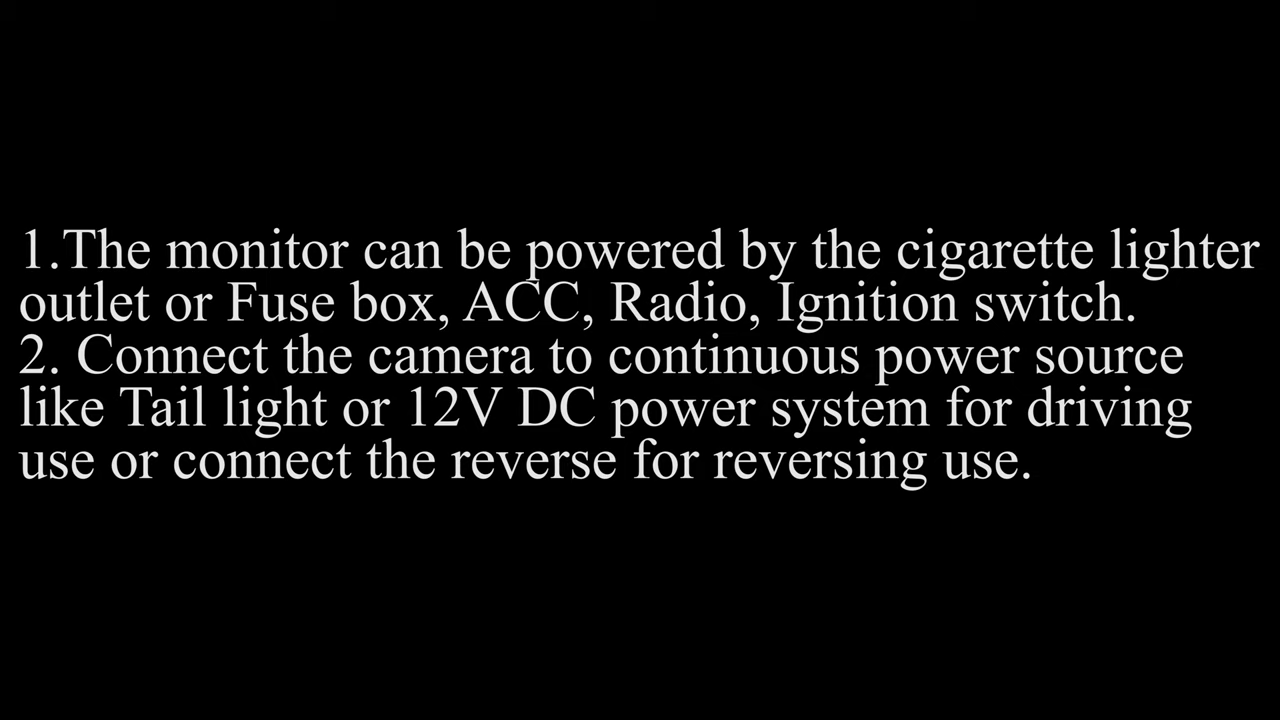 1.The monitor can be powered by the cigarette lighter
outlet or Fuse box, ACC, Radio, Ignition switch.
2. Connect the camera to continuous power source
like Tail light or 12V DC power system for driving
use or connect the reverse for reversing use.